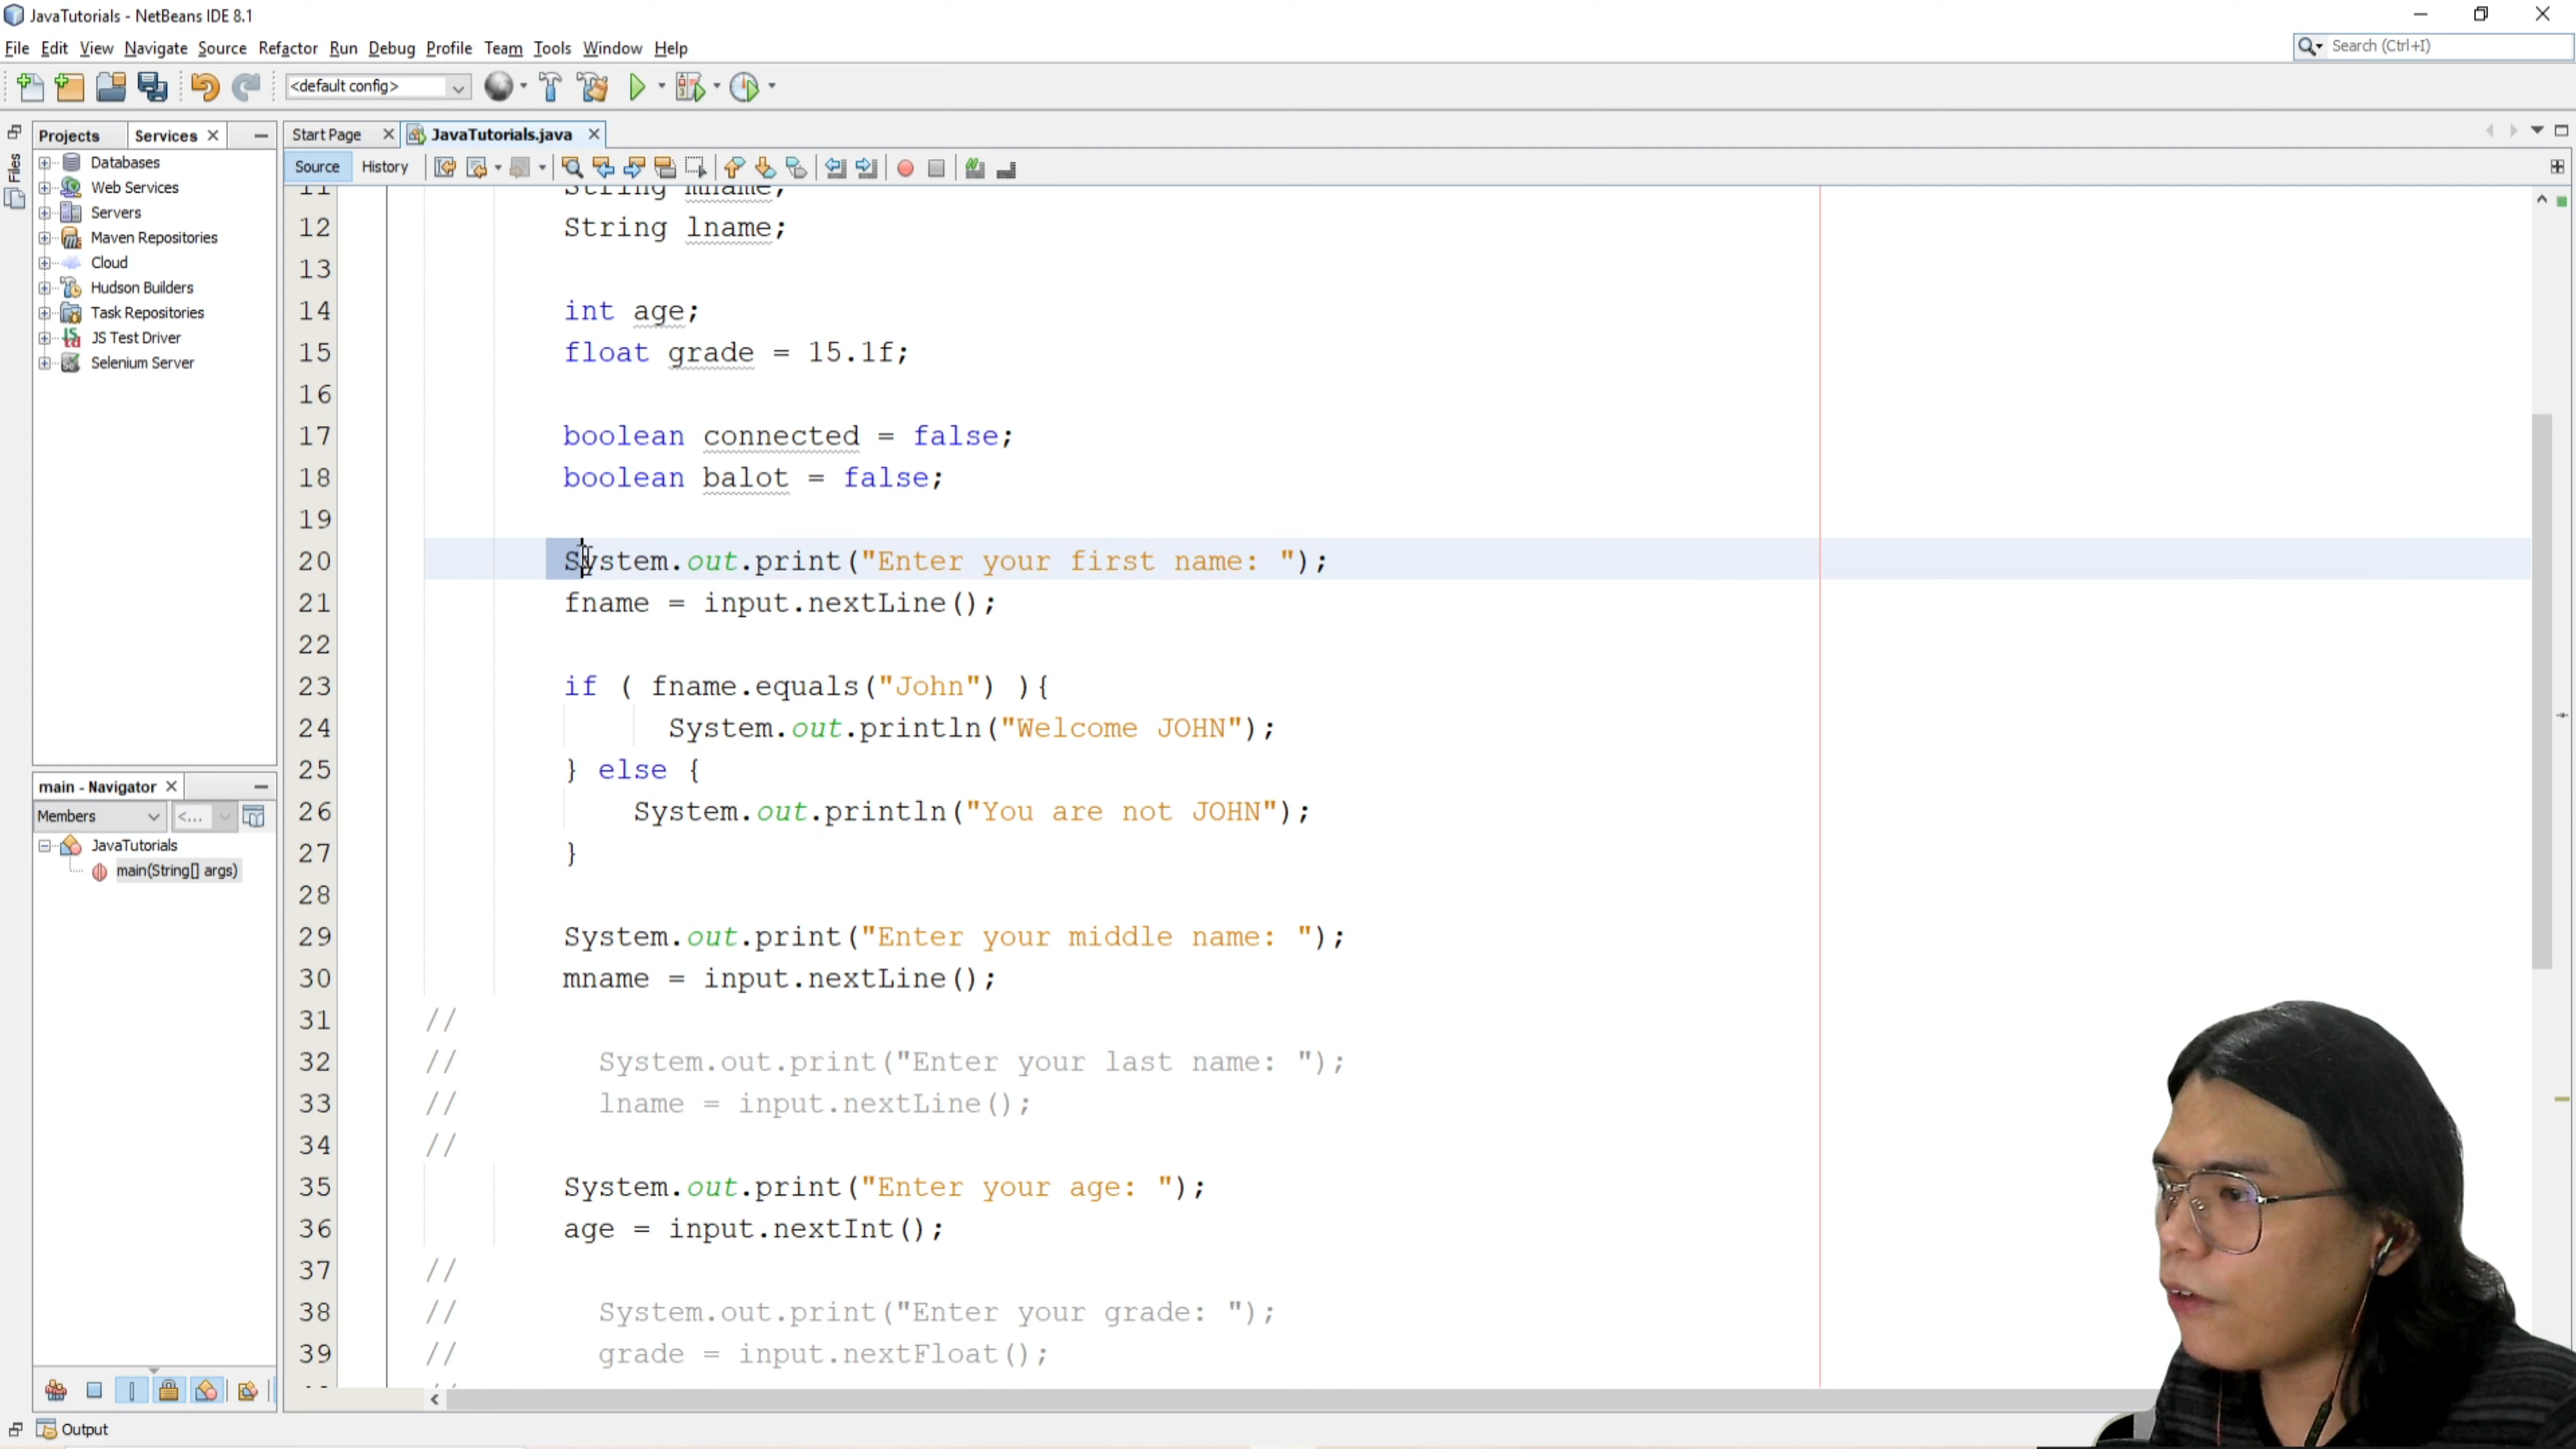 JavaTutorials - NetBeans IDE 8.1
File Edit View Navigate Source Refactor Run Debug Profile Team Tools Window Help
Search (Ctrl+I)
<default config>
Files
Projects Services
Start Page JavaTutorials.java
Source History
Databases
Web Services
Servers
Maven Repositories
Cloud
Hudson Builders
Task Repositories
JS Test Driver
Selenium Server
main - Navigator
Members <...
JavaTutorials
main(String[] args)
11 String mname;
12 String lname;
13
14 int age;
15 float grade = 15.1f;
16
17 boolean connected = false;
18 boolean balot = false;
19
20 System.out.print("Enter your first name: ");
21 fname = input.nextLine();
22
23 if ( fname.equals("John") ){
24 System.out.println("Welcome JOHN");
25 } else {
26 System.out.println("You are not JOHN");
27 }
28
29 System.out.print("Enter your middle name: ");
30 mname = input.nextLine();
31 //
32 // System.out.print("Enter your last name: ");
33 // lname = input.nextLine();
34 //
35 System.out.print("Enter your age: ");
36 age = input.nextInt();
37 //
38 // System.out.print("Enter your grade: ");
39 // grade = input.nextFloat();
Output